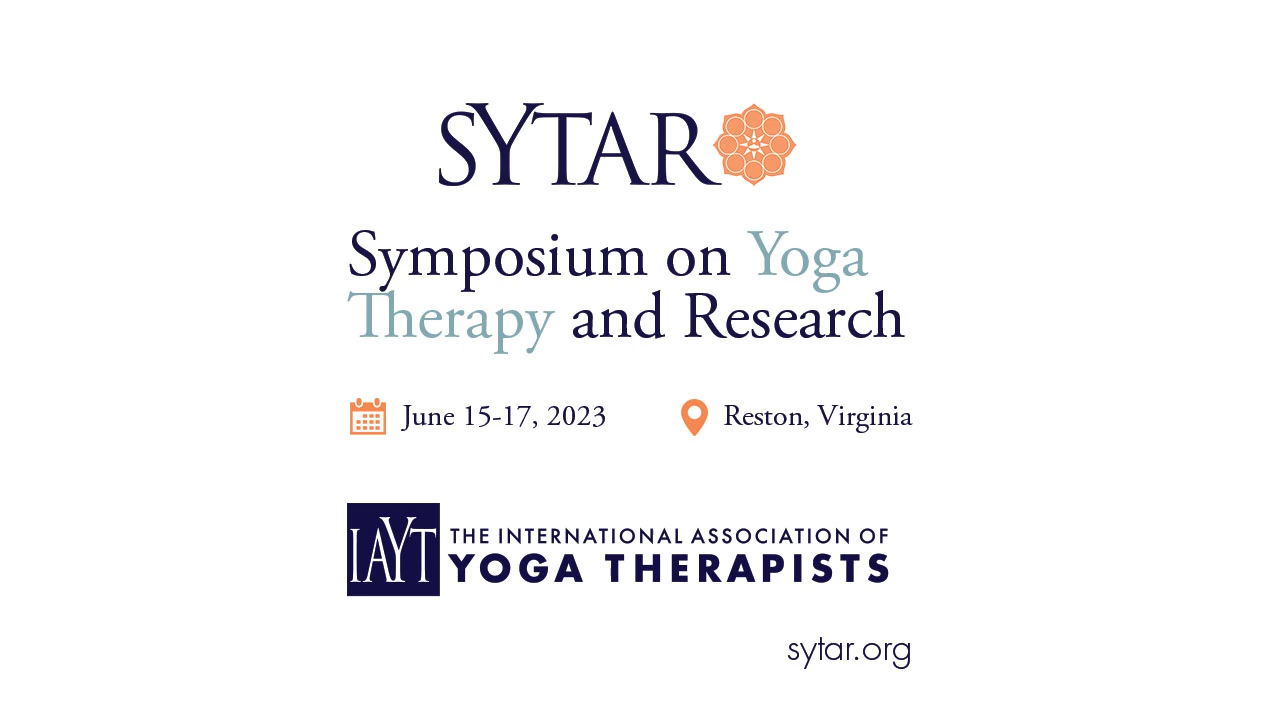 SYTAR
Symposium on Yoga
Therapy and Research
June 15-17, 2023
Reston, Virginia
IAYT
THE INTERNATIONAL ASSOCIATION OF
YOGA THERAPISTS
sytar.org